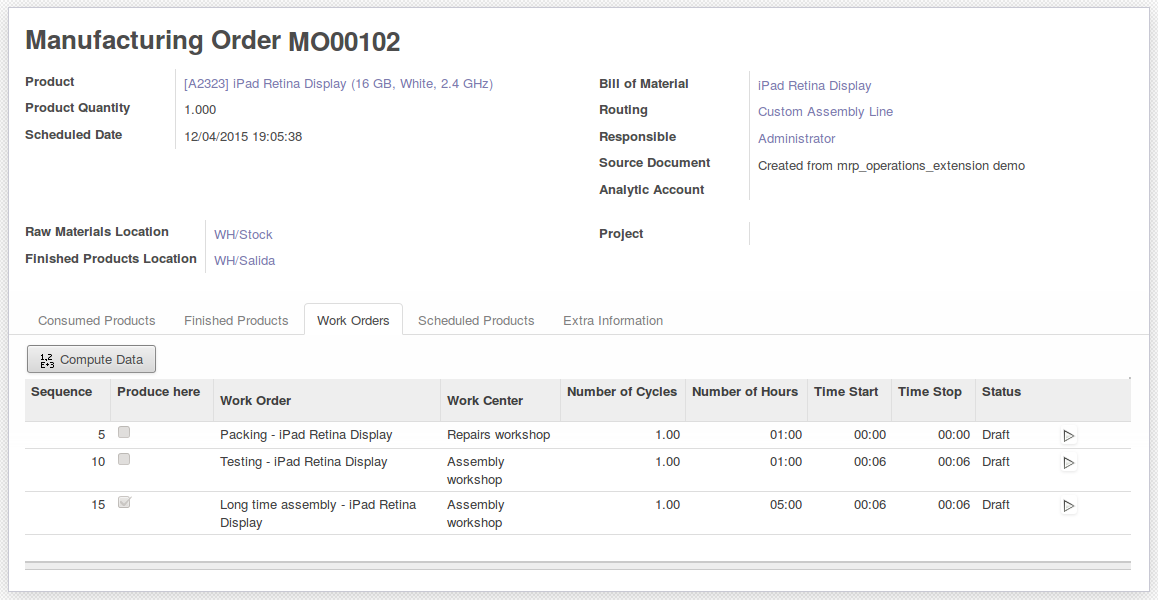 Manufacturing Order MO00102
Product [A2323] iPad Retina Display (16 GB, White, 2.4 GHz) Bill of Material iPad Retina Display
Product Quantity 1.000 Routing Custom Assembly Line
Scheduled Date 12/04/2015 19:05:38 Responsible Administrator
Source Document Created from mrp_operations_extension demo
Analytic Account
Raw Materials Location WH/Stock Project
Finished Products Location WH/Salida
Consumed Products Finished Products Work Orders Scheduled Products Extra Information
1,2 E+3 Compute Data
Sequence Produce here Work Order Work Center Number of Cycles Number of Hours Time Start Time Stop Status
5 Packing - iPad Retina Display Repairs workshop 1.00 01:00 00:00 00:00 Draft
10 Testing - iPad Retina Display Assembly 1.00 01:00 00:06 00:06 Draft
workshop
15 Long time assembly - iPad Retina Assembly 1.00 05:00 00:06 00:06 Draft
Display workshop